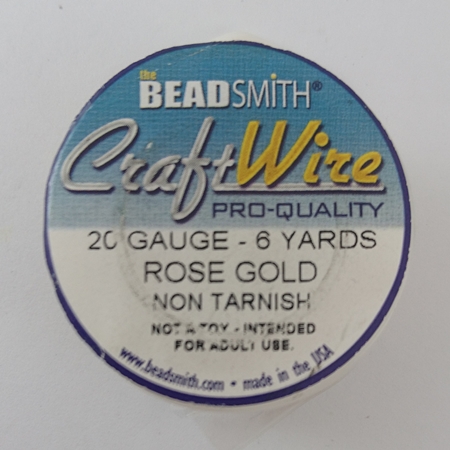 the
BEADSMITH®
CraftWire
PRO-QUALITY
20 GAUGE - 6 YARDS
ROSE GOLD
NON TARNISH
NOT A TOY - INTENDED
FOR ADULT USE.
www.beadsmith.com • made in the USA